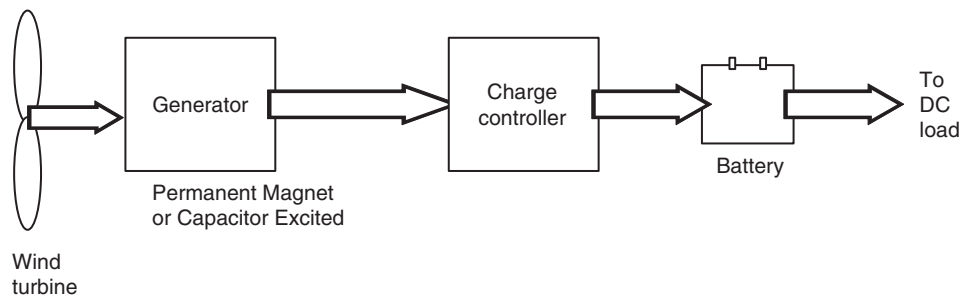 Generator
Charge
controller
To
DC
load
Battery
Permanent Magnet
or Capacitor Excited
Wind
turbine